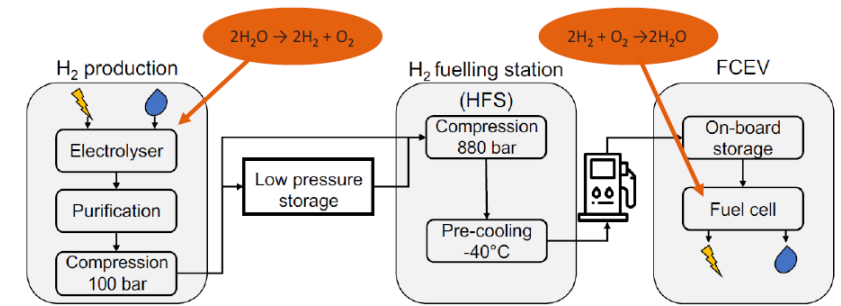 2H₂O → 2H₂ + O₂
2H₂ + O₂ →2H₂O
H₂ production
H₂ fuelling station
(HFS)
FCEV
Electrolyser
Purification
Compression
100 bar
Low pressure
storage
Compression
880 bar
Pre-cooling
-40°C
On-board
storage
Fuel cell